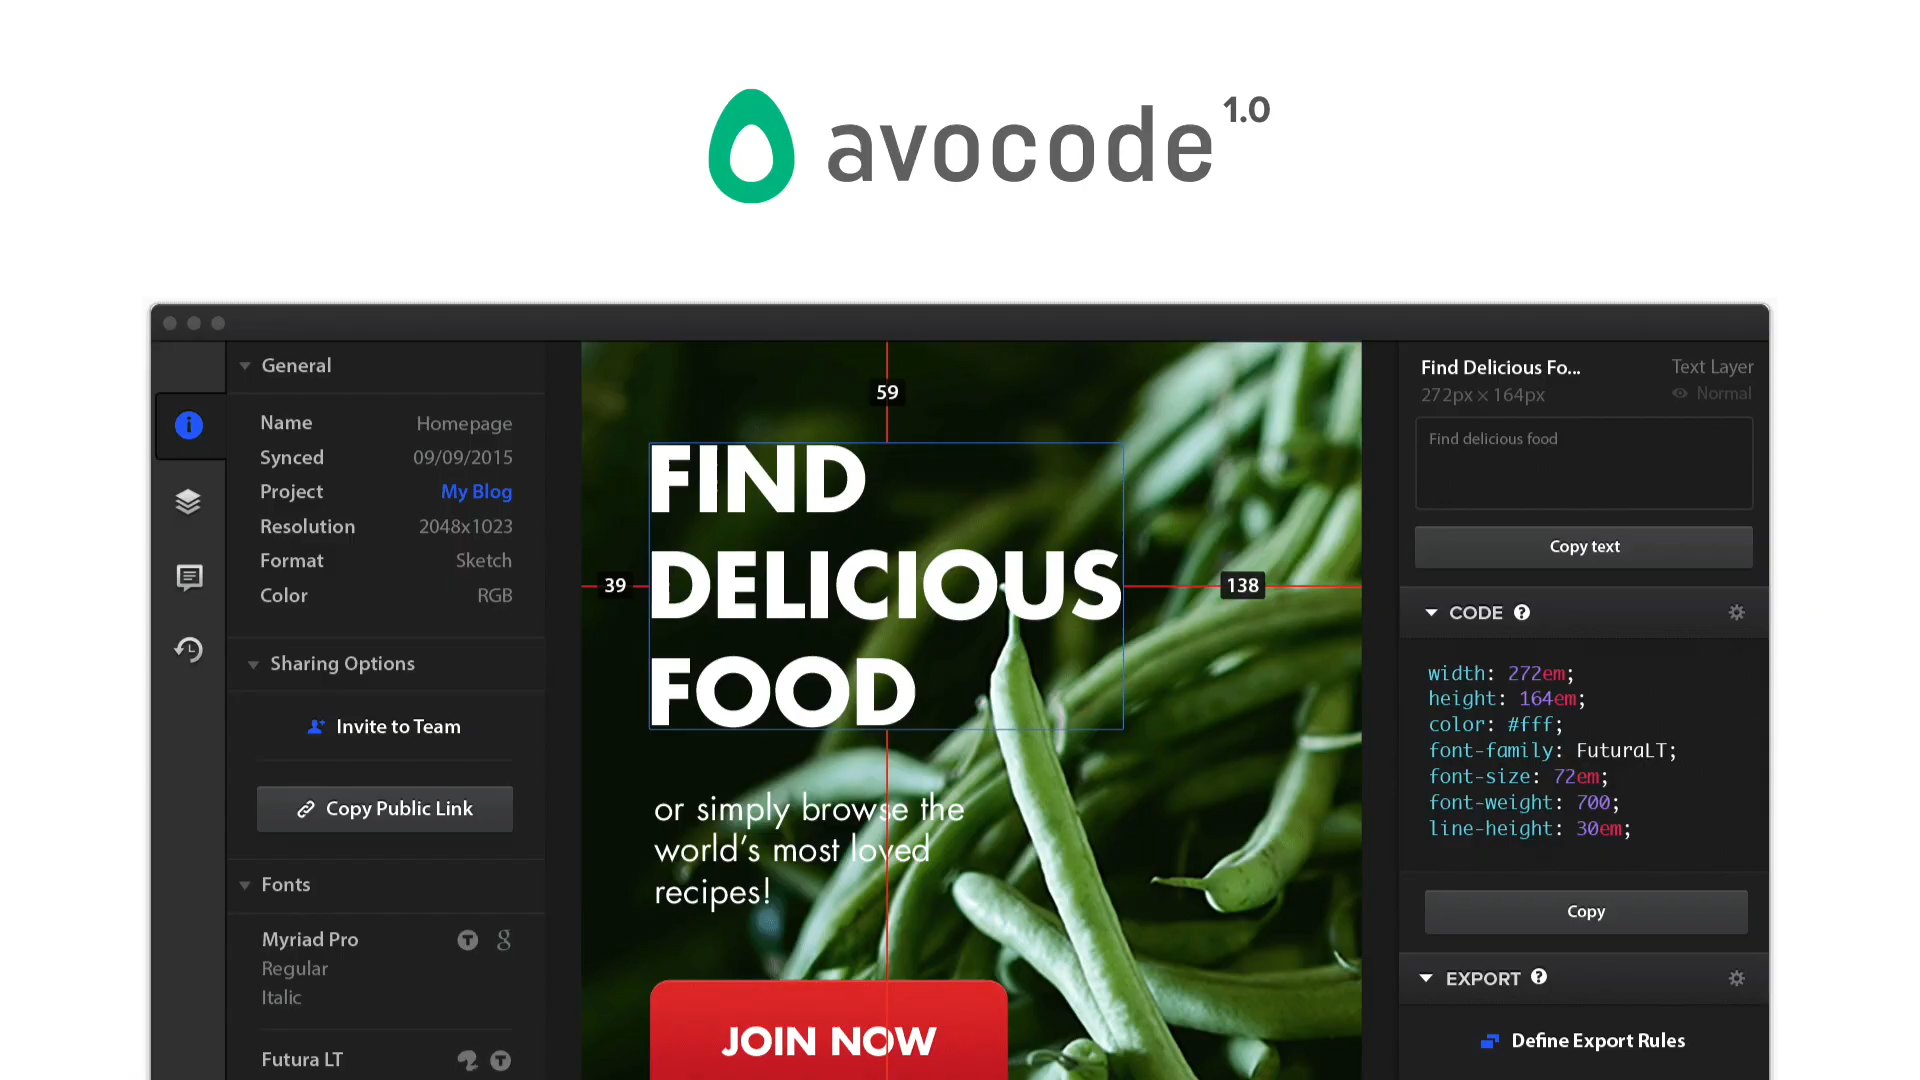 avocode 1.0
General
Name Homepage
Synced 09/09/2015
Project My Blog
Resolution 2048x1023
Format Sketch
Color RGB
Sharing Options
Invite to Team
Copy Public Link
Fonts
Myriad Pro
Regular
Italic
Futura LT
59
39
138
FIND
DELICIOUS
FOOD
or simply browse the
world's most loved
recipes!
JOIN NOW
Find Delicious Fo... Text Layer
272px × 164px Normal
Find delicious food
Copy text
CODE ?
width: 272em;
height: 164em;
color: #fff;
font-family: FuturaLT;
font-size: 72em;
font-weight: 700;
line-height: 30em;
Copy
EXPORT ?
Define Export Rules